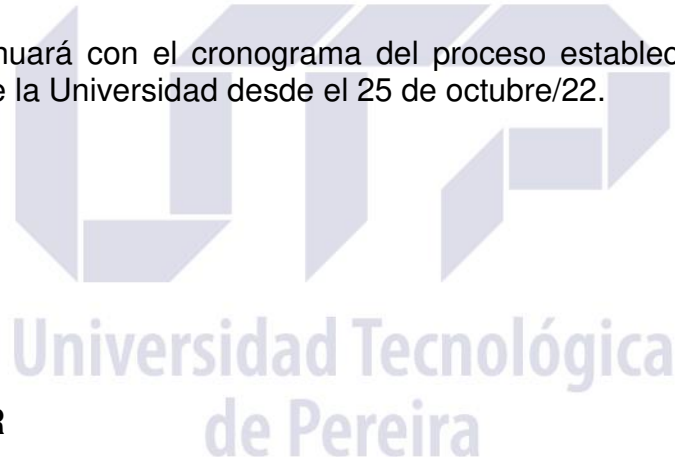 nuará con el cronograma del proceso establec
e la Universidad desde el 25 de octubre/22.
UTP
Universidad Tecnológica
de Pereira
R